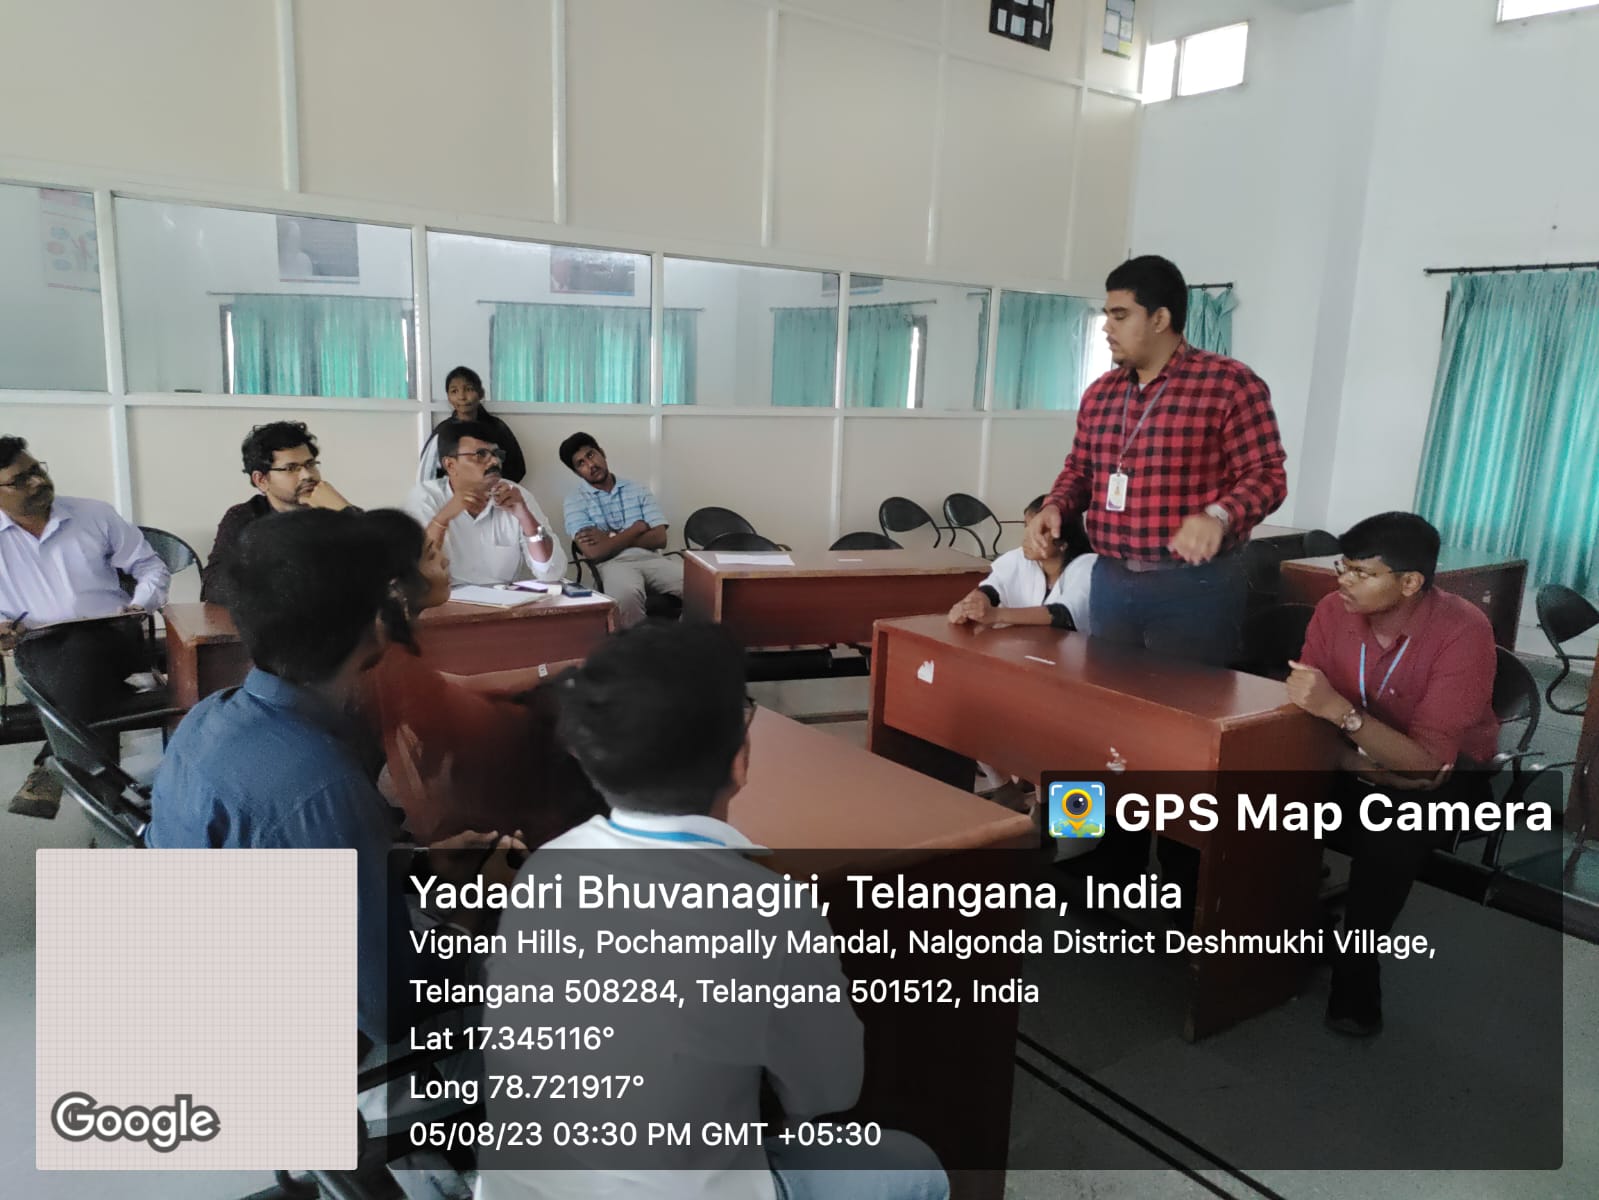 GPS Map Camera
Yadadri Bhuvanagiri, Telangana, India
Vignan Hills, Pochampally Mandal, Nalgonda District Deshmukhi Village,
Telangana 508284, Telangana 501512, India
Lat 17.345116°
Long 78.721917°
05/08/23 03:30 PM GMT +05:30
Google